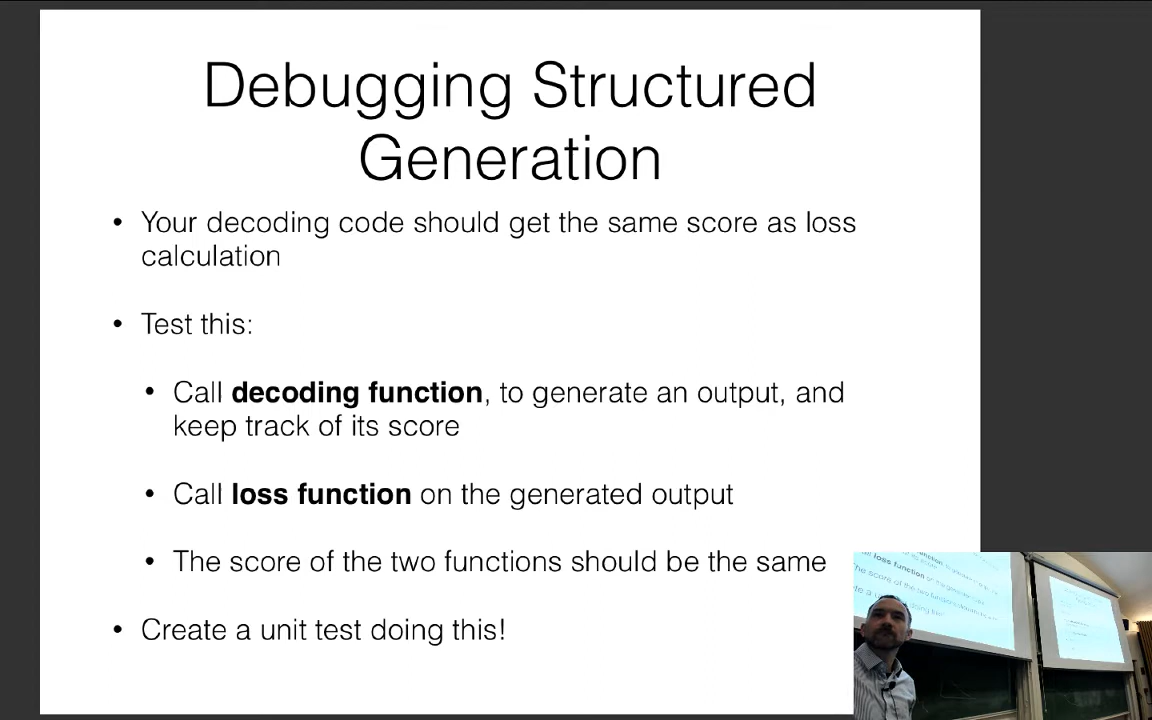 Debugging Structured
Generation
• Your decoding code should get the same score as loss
calculation
• Test this:
• Call decoding function, to generate an output, and
keep track of its score
• Call loss function on the generated output
• The score of the two functions should be the same
• Create a unit test doing this!